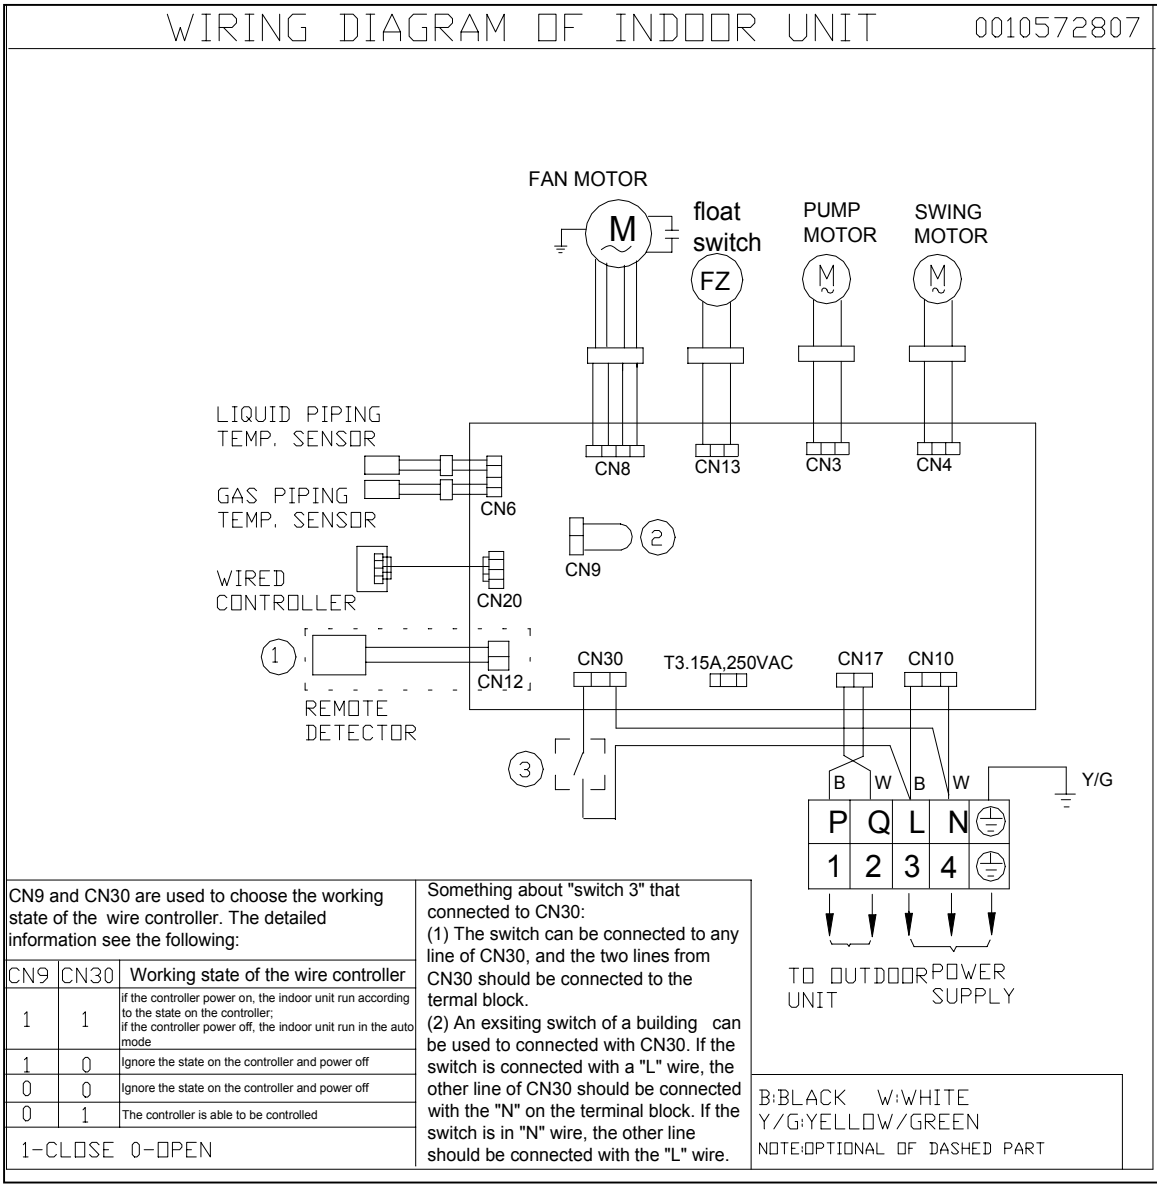 WIRING DIAGRAM OF INDOOR UNIT 0010572807
FAN MOTOR
M
float
switch
FZ
PUMP
MOTOR
M
SWING
MOTOR
M
LIQUID PIPING
TEMP. SENSOR
GAS PIPING
TEMP. SENSOR
CN6
CN8
CN13
CN3
CN4
CN9
2
WIRED
CONTROLLER
CN20
1
CN12
REMOTE
DETECTOR
CN30
T3.15A,250VAC
CN17
CN10
3
B W B W
Y/G
P Q L N
1 2 3 4
TO OUTDOOR
UNIT
POWER
SUPPLY
CN9 and CN30 are used to choose the working
state of the wire controller. The detailed
information see the following:
CN9 CN30 Working state of the wire controller
1 1
if the controller power on, the indoor unit run according
to the state on the controller;
if the controller power off, the indoor unit run in the auto
mode
1 0 Ignore the state on the controller and power off
0 0 Ignore the state on the controller and power off
0 1 The controller is able to be controlled
1-CLOSE 0-OPEN
Something about "switch 3" that
connected to CN30:
(1) The switch can be connected to any
line of CN30, and the two lines from
CN30 should be connected to the
termal block.
(2) An exsiting switch of a building can
be used to connected with CN30. If the
switch is connected with a "L" wire, the
other line of CN30 should be connected
with the "N" on the terminal block. If the
switch is in "N" wire, the other line
should be connected with the "L" wire.
B:BLACK W:WHITE
Y/G:YELLOW/GREEN
NOTE:OPTIONAL OF DASHED PART